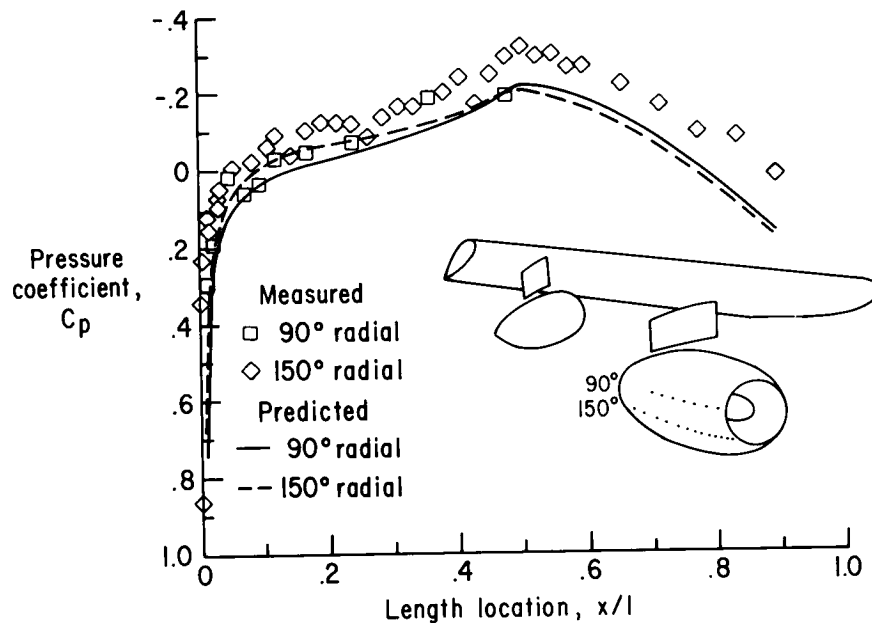 -.4
-.2
0
.2
.4
.6
.8
1.0
Pressure
coefficient,
Cp
Measured
90° radial
150° radial
Predicted
90° radial
150° radial
90°
150°
0
.2
.4
.6
.8
1.0
Length location, x/l